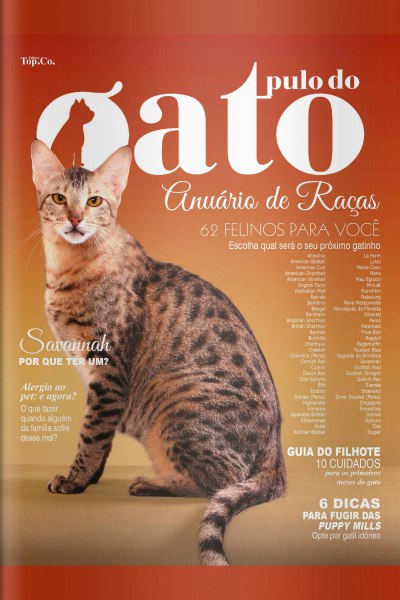 Editora
Top.Co.
pulo do
gato
Anuário de Raças
62 FELINOS PARA VOCÊ
Escolha qual será o seu próximo gatinho
Abissínio
American Bobtail
American Curl
American Shorthair
American Wirehair
Angora Turco
Australian Mist
Balinês
Bengal
Bombaim
Brazilian Shorthair
British Shorthair
Burmês
Burmilla
Chartreux
Chausie
Chinchila (Persa)
Cornish Rex
Cymric
Devon Rex
Don Sphynx
Exótico
Golden (Persa)
Highlander
Himalaia
Japanese Bobtail
Khaomanee
Korat
Kurilian Bobtail
La Perm
Lykoi
Maine Coon
Manx
Mau Egípcio
Minuet
Munchkin
Nebelung
Neva Masquerade
Norueguês da Floresta
Oriental
Persa
Peterbald
Pixie-Bob
Ragdoll
Ragamuffin
Russian Blue
Sagrado da Birmânia
Savannah
Scottish Fold
Scottish Straight
Selkirk Rex
Siamês
Siberiano
Silver Shaded (Persa)
Singapura
Snowshoe
Somali
Sphynx
Thai
Toyger
Savannah
POR QUE TER UM?
Alergia ao
pet: e agora?
O que fazer
quando alguém
da família sofre
desse mal?
GUIA DO FILHOTE
10 CUIDADOS
para os primeiros
meses do gato
6 DICAS
PARA FUGIR DAS
PUPPY MILLS
Opte por gatil idôneo